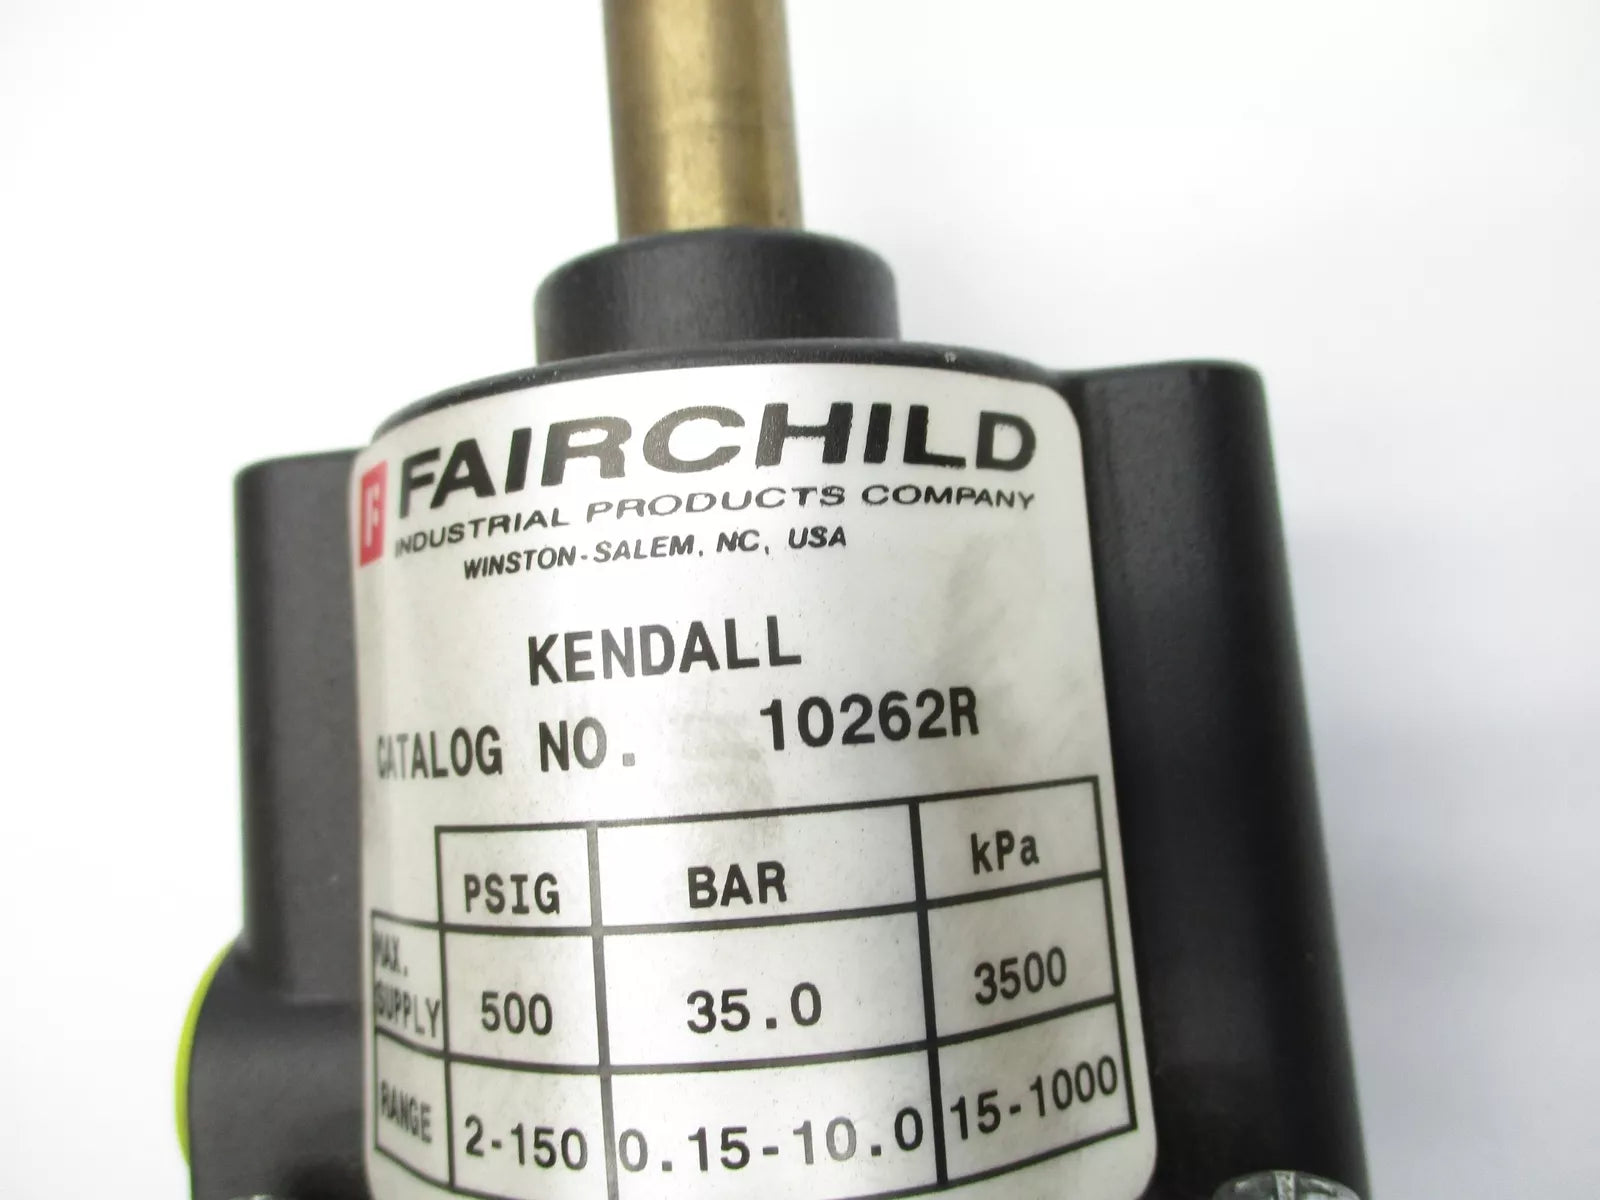 F FAIRCHILD
INDUSTRIAL PRODUCTS COMPANY
WINSTON-SALEM, NC, USA
KENDALL
CATALOG NO. 10262R
PSIG BAR kPa
MAX.
SUPPLY 500 35.0 3500
RANGE 2-150 0.15-10.0 15-1000